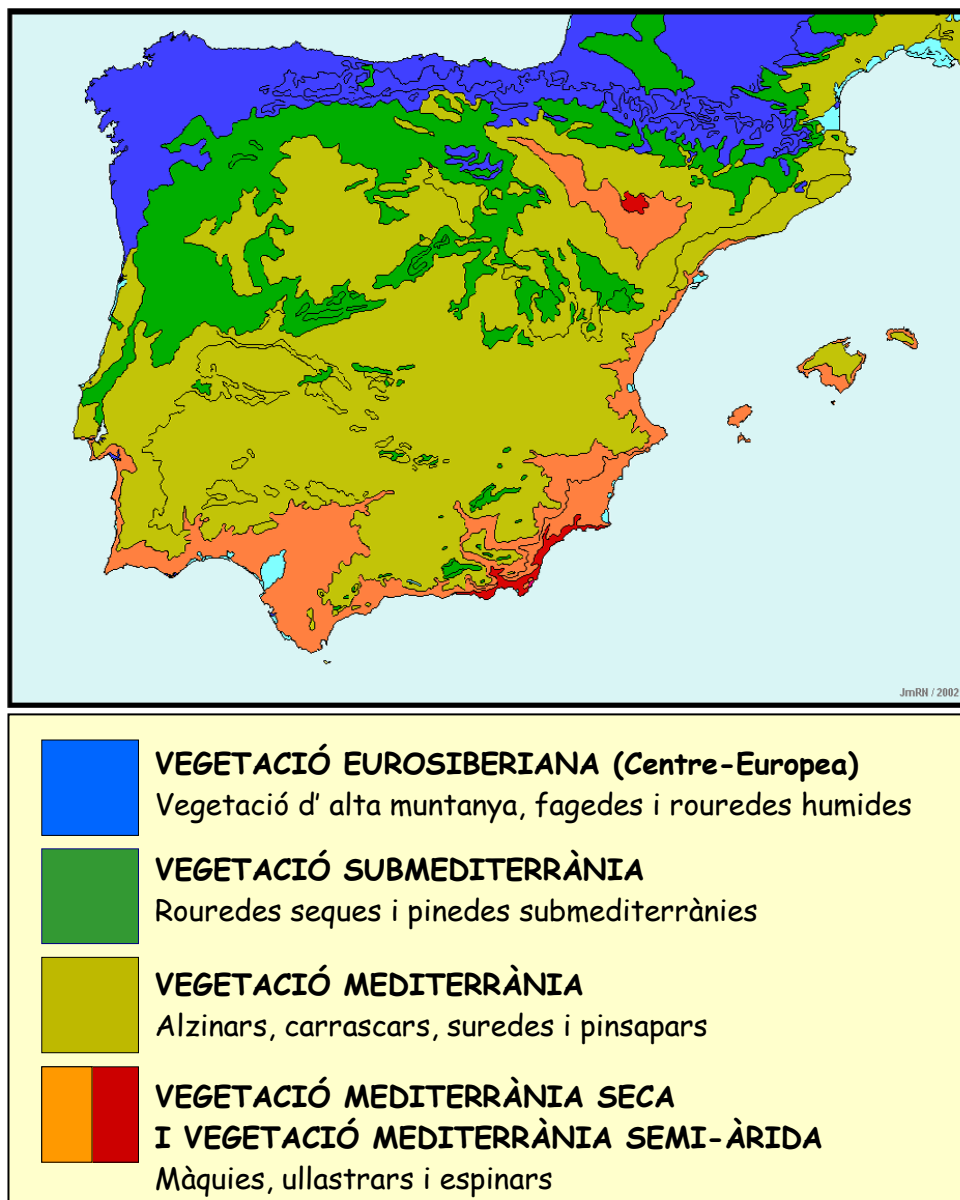 JmRN / 2002
VEGETACIÓ EUROSIBERIANA (Centre-Europea)
Vegetació d' alta muntanya, fagedes i rouredes humides
VEGETACIÓ SUBMEDITERRÀNIA
Rouredes seques i pinedes submediterrànies
VEGETACIÓ MEDITERRÀNIA
Alzinars, carrascars, suredes i pinsapars
VEGETACIÓ MEDITERRÀNIA SECA
I VEGETACIÓ MEDITERRÀNIA SEMI-ÀRIDA
Màquies, ullastrars i espinars